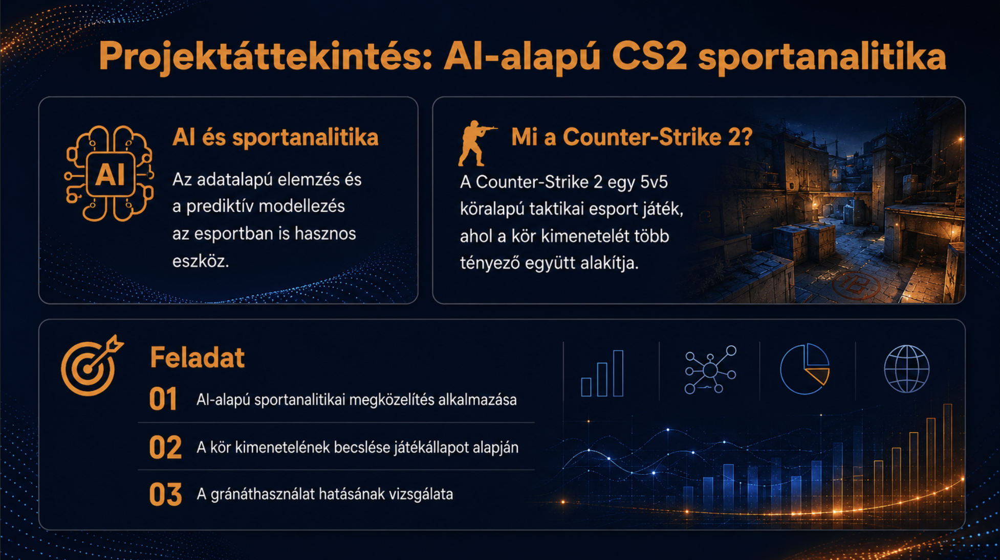 Projektáttekintés: AI-alapú CS2 sportanalitika
AI
AI és sportanalitika
Az adatalapú elemzés és
a prediktív modellezés
az esportban is hasznos
eszköz.
Mi a Counter-Strike 2?
A Counter-Strike 2 egy 5v5
köralapú taktikai esport játék,
ahol a kör kimenetelét több
tényező együtt alakítja.
Feladat
01 AI-alapú sportanalitikai megközelítés alkalmazása
02 A kör kimenetelének becslése játékállapot alapján
03 A gránáthasználat hatásának vizsgálata